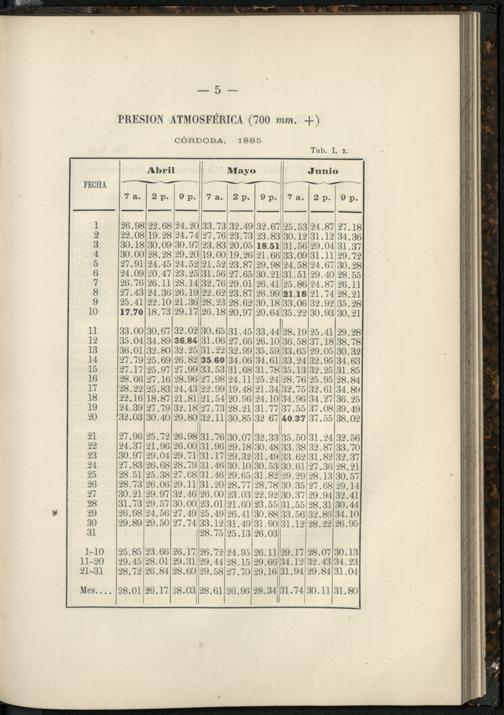 — 5 —
PRESION ATMOSFÉRICA (700 mm. +)
CÓRDOBA, 1885
Tab. I, 2.
FECHA Abril Mayo Junio
7 a. 2 p. 9 p. 7 a. 2 p. 9 p. 7 a. 2 p. 9 p.
1 26.98 22.68 24.20 33.73 32.49 32.67 25.53 24.87 27.18
2 22.08 19.28 24.74 27.76 23.73 23.83 30.12 31.12 34.36
3 30.18 30.09 30.97 23.83 20.05 18.51 31.56 29.04 31.37
4 30.00 28.28 29.20 19.00 19.26 21.66 33.09 31.11 29.72
5 27.91 24.45 24.52 21.52 23.87 29.98 24.58 24.67 30.28
6 24.09 20.47 23.25 31.56 27.65 30.21 31.51 29.40 28.55
7 26.76 26.11 28.14 32.76 29.01 26.41 25.86 24.87 26.11
8 27.43 24.36 26.19 22.62 23.87 26.99 21.18 21.74 28.21
9 25.41 22.10 21.36 28.23 28.62 30.18 33.06 32.92 35.28
10 17.70 18.73 29.17 26.18 20.97 20.64 35.22 30.93 30.21
11 33.00 30.67 32.02 30.65 31.45 33.44 28.19 25.41 29.28
12 35.04 34.89 36.84 31.06 27.66 26.10 36.58 37.18 38.78
13 36.01 32.80 32.25 31.22 32.99 35.59 33.65 29.05 30.32
14 27.79 25.69 26.82 35.60 34.06 34.61 33.24 32.95 34.63
15 27.17 25.97 27.99 33.53 31.68 31.78 35.13 32.25 31.85
16 28.66 27.16 28.96 27.98 24.11 25.24 28.76 25.95 28.84
17 28.22 25.83 24.43 22.99 19.48 21.34 32.75 32.61 34.89
18 22.16 18.87 21.81 21.54 20.96 24.10 34.96 34.27 36.25
19 24.39 27.79 32.18 27.73 28.21 31.77 37.55 37.08 39.49
20 32.03 30.40 29.80 32.11 30.85 32 67 40.37 37.55 38.02
21 27.96 25.72 26.98 31.76 30.07 32.33 35.50 31.24 32.56
22 24.37 21.96 26.00 31.96 29.18 30.48 33.38 32.87 33.70
23 30.97 29.04 29.71 31.17 29.32 31.49 33.62 31.82 32.37
24 27.83 26.68 28.79 31.46 30.10 30.53 30.61 27.36 28.21
25 28.51 25.38 27.68 31.46 29.65 31.82 29.29 28.13 30.57
26 28.73 26.06 29.11 31.20 28.77 28.78 30.35 27.68 29.14
27 30.21 29.97 32.46 26.00 23.03 22.92 30.37 29.94 32.41
28 31.73 29.57 30.00 23.01 21.60 23.55 31.55 28.31 30.44
29 26.98 24.56 27.49 25.49 26.41 30.88 33.56 32.86 34.10
30 29.89 29.50 27.74 33.12 31.49 31.90 31.12 28.22 26.95
31 28.75 25.13 26.03
1-10 25.85 23.66 26.17 26.72 24.95 26.11 29.17 28.07 30.13
11-20 29.45 28.01 29.31 29.44 28.15 29.66 34.12 32.43 34.23
21-31 28.72 26.84 28.60 29.58 27.70 29.16 31.94 29.84 31.04
Mes.... 28.01 26.17 28.03 28.61 26.96 28.34 31.74 30.11 31.80